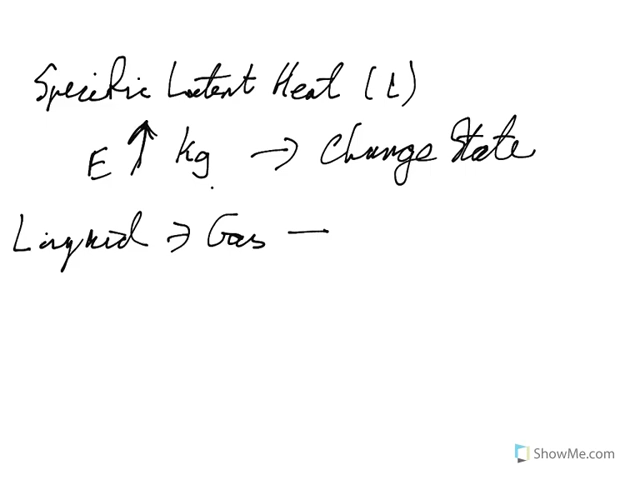 Specific Latent Heat (L)
E ↑ kg → Change State
Liquid ⇒ Gas —
ShowMe.com